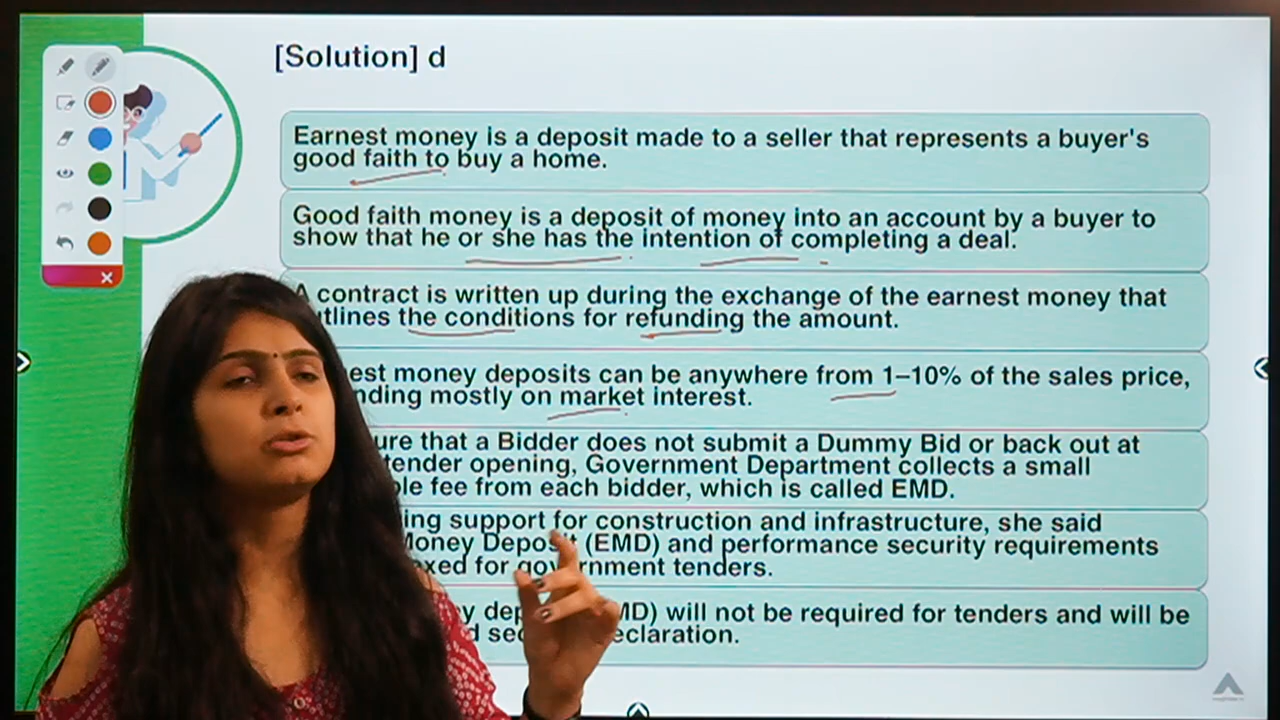 [Solution] d
Earnest money is a deposit made to a seller that represents a buyer's
good faith to buy a home.
Good faith money is a deposit of money into an account by a buyer to
show that he or she has the intention of completing a deal.
A contract is written up during the exchange of the earnest money that
tlines the conditions for refunding the amount.
est money deposits can be anywhere from 1–10% of the sales price,
nding mostly on market interest.
ure that a Bidder does not submit a Dummy Bid or back out at
tender opening, Government Department collects a small
ble fee from each bidder, which is called EMD.
ing support for construction and infrastructure, she said
Money Deposit (EMD) and performance security requirements
xed for government tenders.
y dep MD) will not be required for tenders and will be
d sec eclaration.